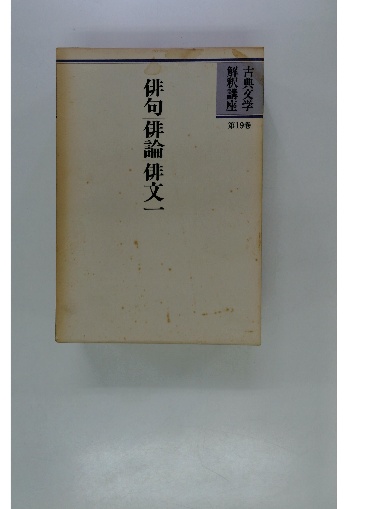 古典文学
解釈講座
第19巻
俳句|俳論 俳文一